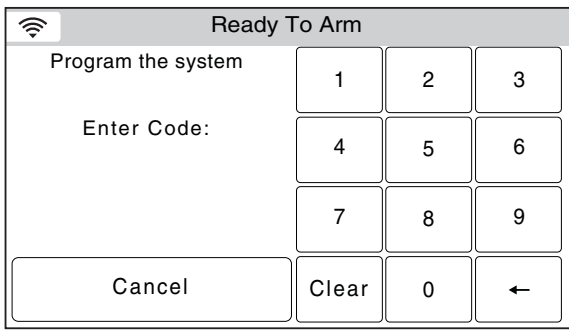 Ready To Arm
Program the system
Enter Code:
1 2 3
4 5 6
7 8 9
Cancel Clear 0 ←